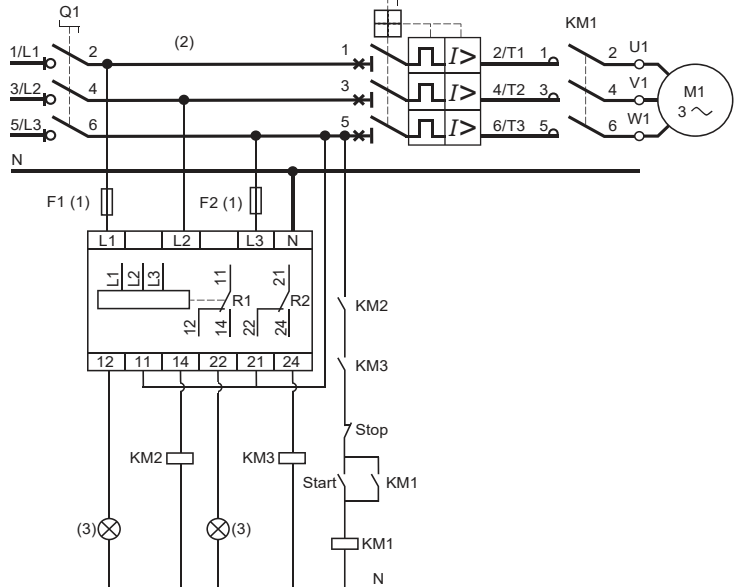 Q1
KM1
1/L1 2 (2) 1 I> 2/T1 1 2 U1
3/L2 4 3 I> 4/T2 3 4 V1
M1
3
5/L3 6 5 I> 6/T3 5 6 W1
N
F1 (1) F2 (1)
L1 L2 L3 N
L1 L2 L3 11 R1 21 R2
12 14 22 24
12 11 14 22 21 24
KM2
KM3
Stop
KM2 KM3 Start KM1
(3) (3) KM1
N